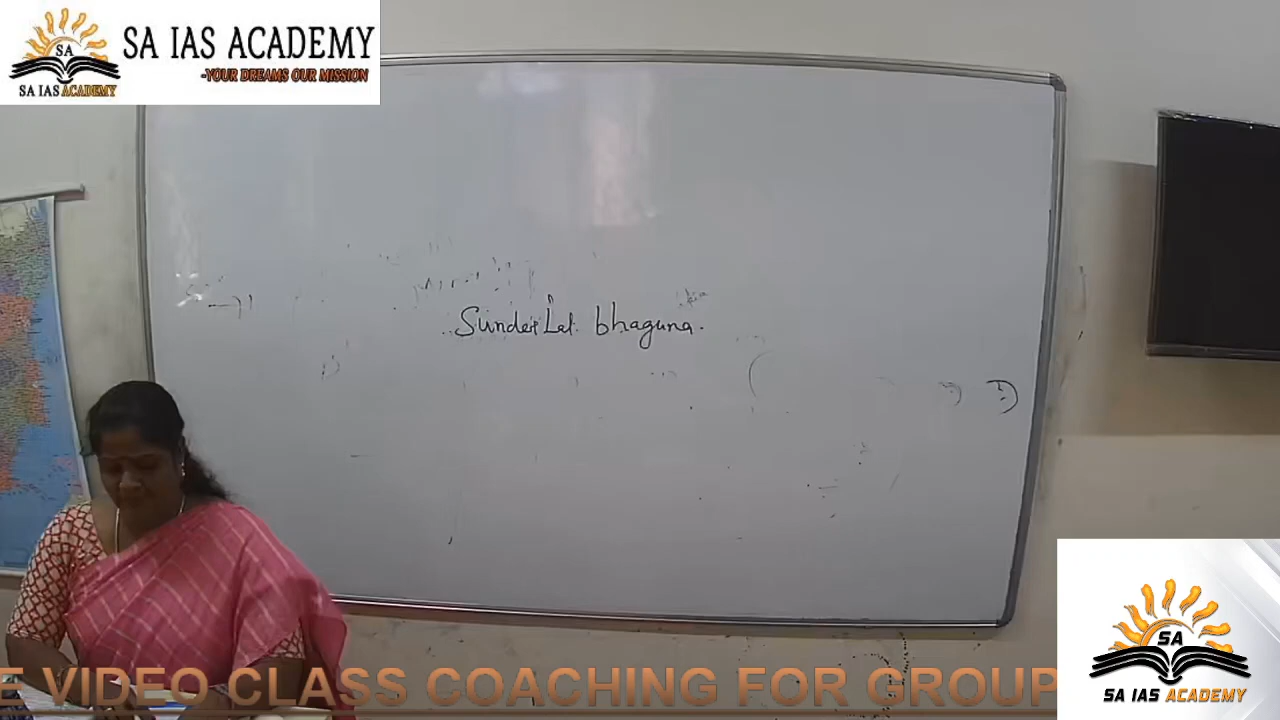 SA
SA IAS ACADEMY
SA IAS ACADEMY
-YOUR DREAMS OUR MISSION
Sunder Lal bhaguna.
E VIDEO CLASS COACHING FOR GROUP
SA
SA IAS ACADEMY